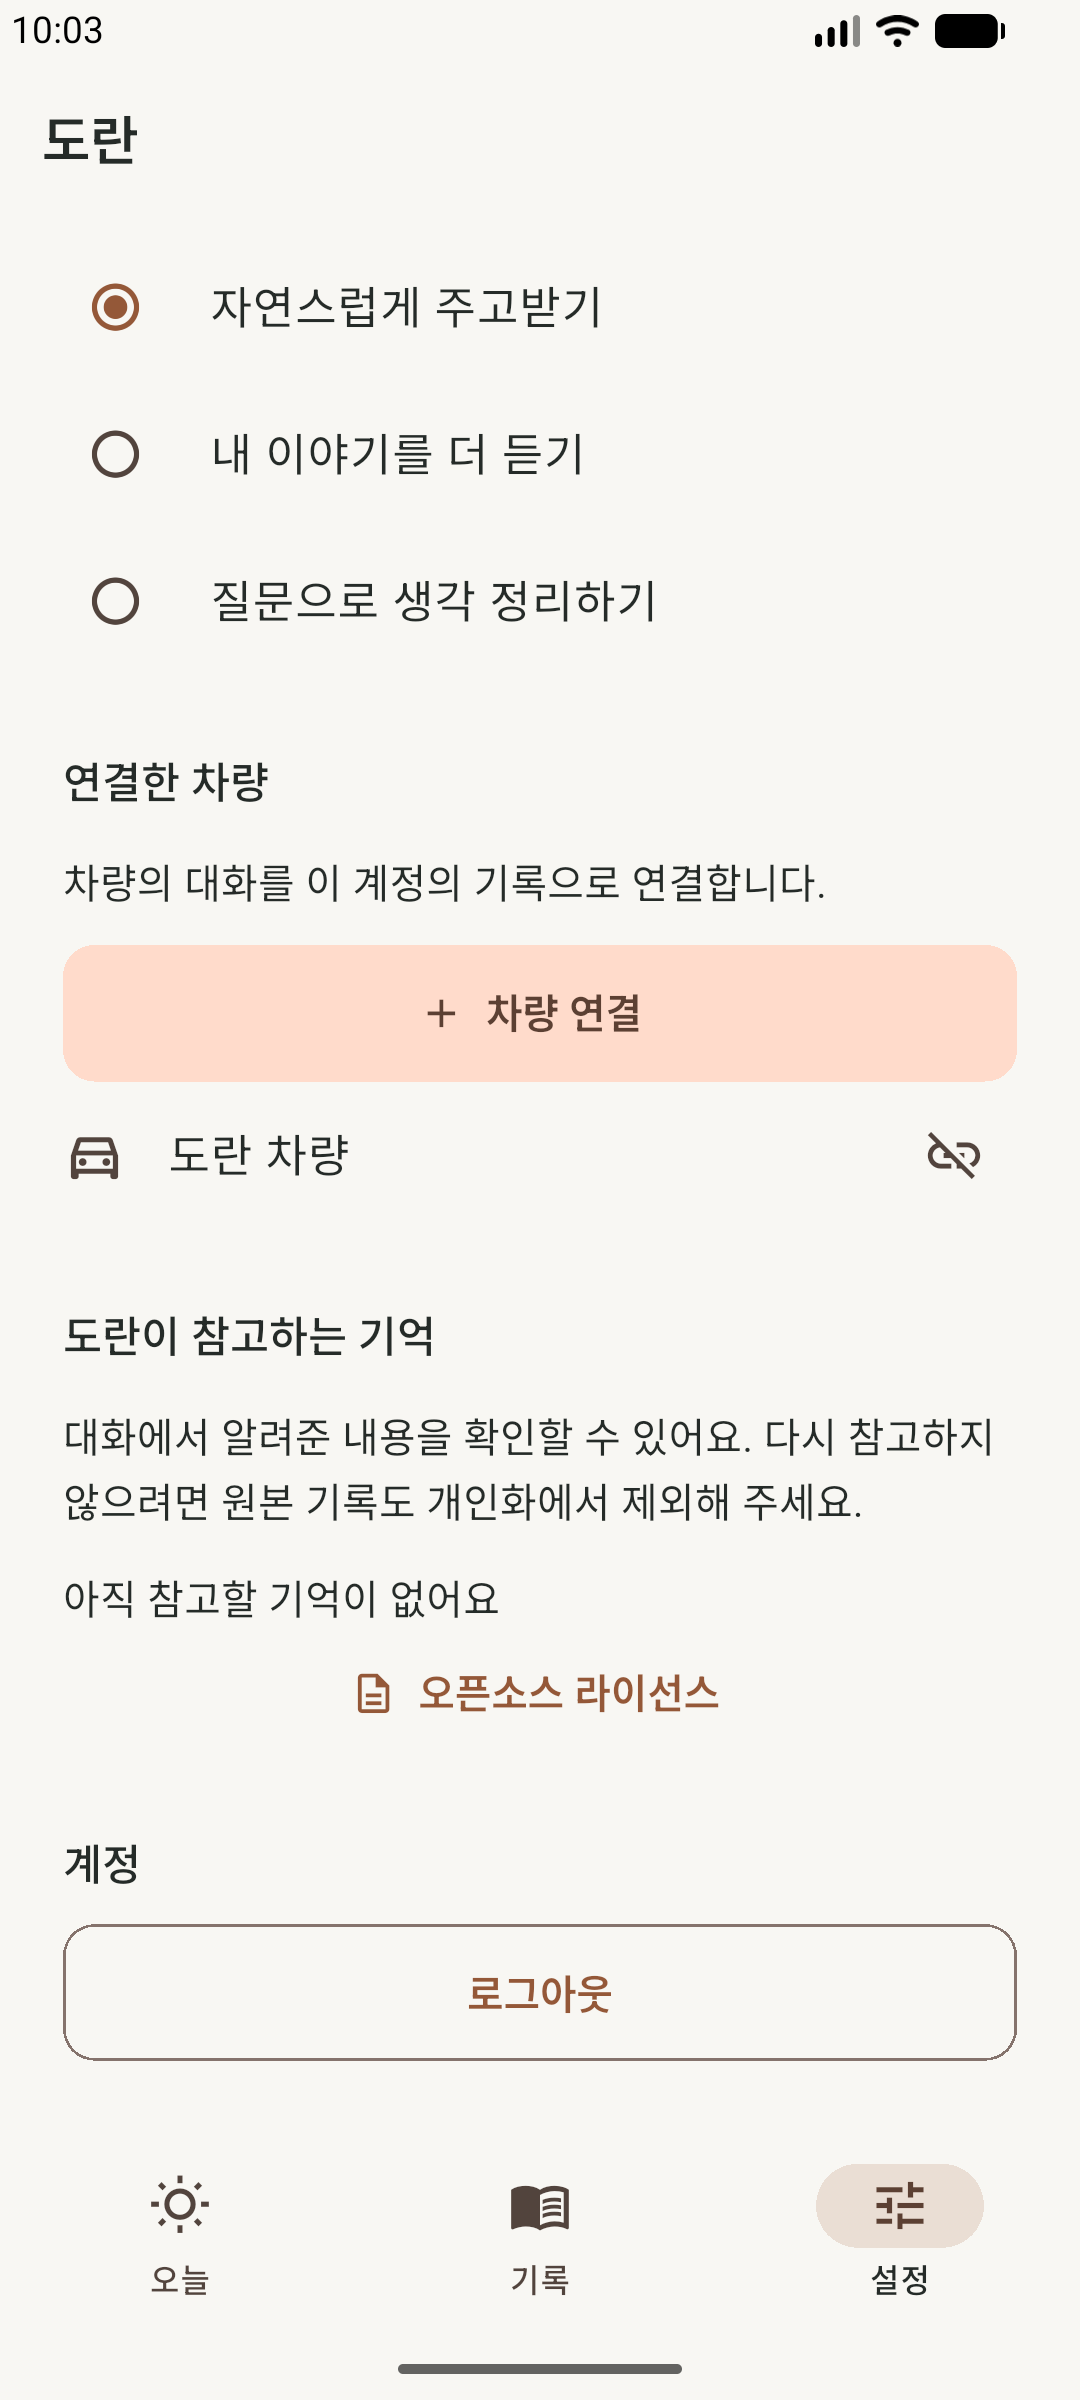 10:03
도란
자연스럽게 주고받기
내 이야기를 더 듣기
질문으로 생각 정리하기
연결한 차량
차량의 대화를 이 계정의 기록으로 연결합니다.
+ 차량 연결
도란 차량
도란이 참고하는 기억
대화에서 알려준 내용을 확인할 수 있어요. 다시 참고하지
않으려면 원본 기록도 개인화에서 제외해 주세요.
아직 참고할 기억이 없어요
오픈소스 라이선스
계정
로그아웃
오늘
기록
설정